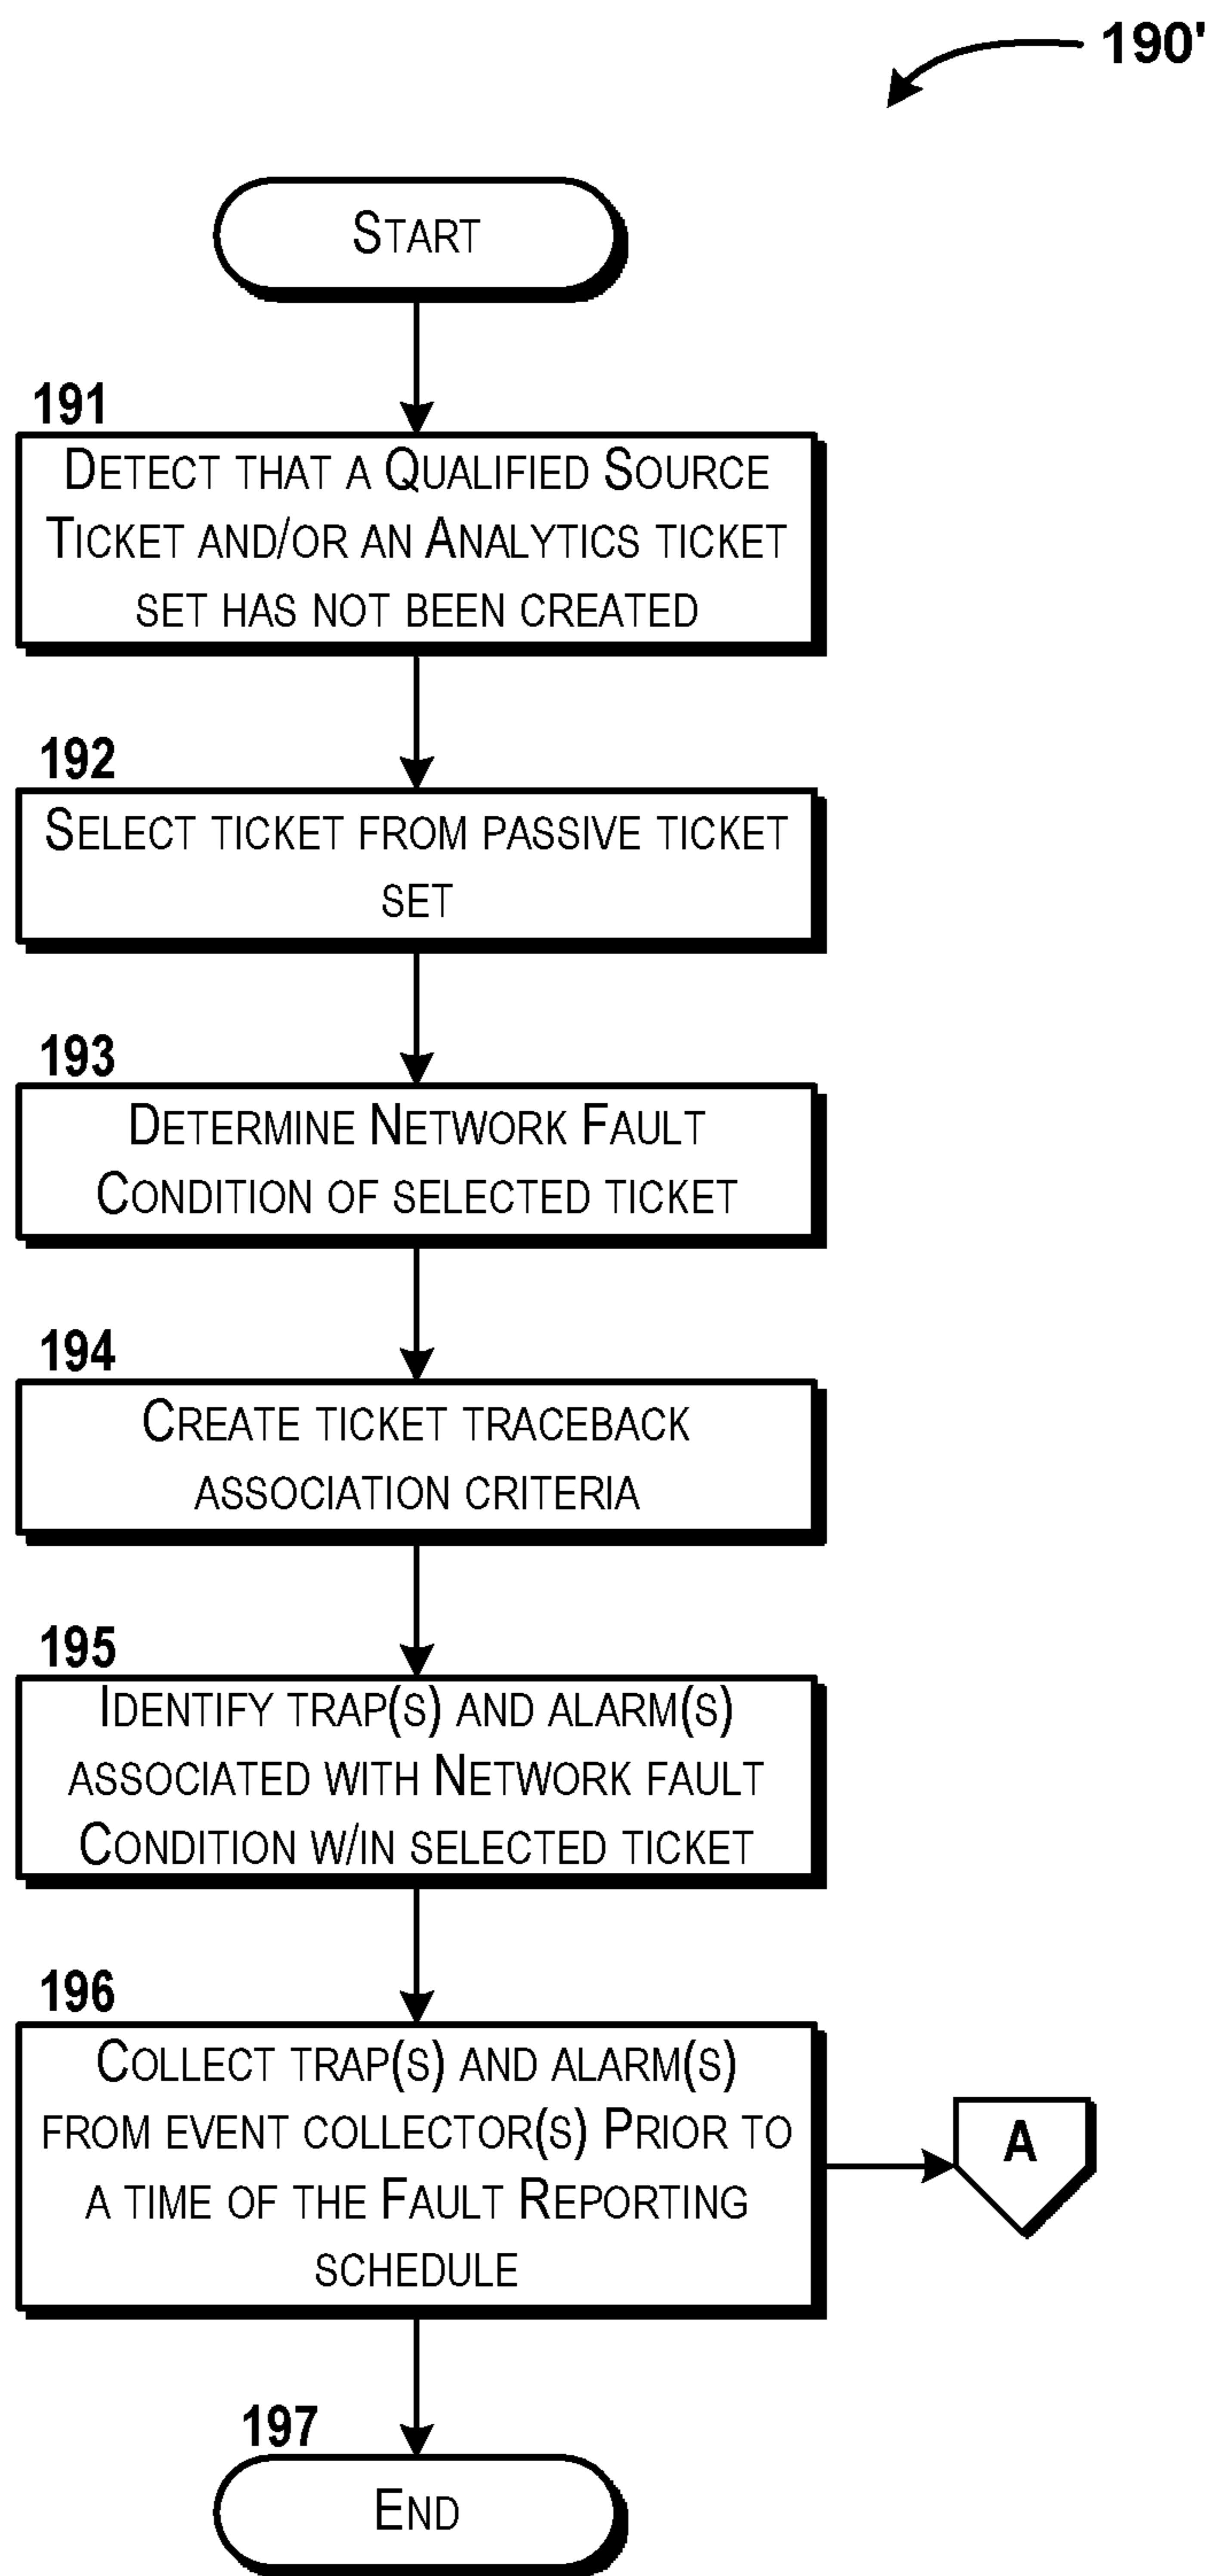 190'
START
191
DETECT THAT A QUALIFIED SOURCE
TICKET AND/OR AN ANALYTICS TICKET
SET HAS NOT BEEN CREATED
192
SELECT TICKET FROM PASSIVE TICKET
SET
193
DETERMINE NETWORK FAULT
CONDITION OF SELECTED TICKET
194
CREATE TICKET TRACEBACK
ASSOCIATION CRITERIA
195
IDENTIFY TRAP(S) AND ALARM(S)
ASSOCIATED WITH NETWORK FAULT
CONDITION W/IN SELECTED TICKET
196
COLLECT TRAP(S) AND ALARM(S)
FROM EVENT COLLECTOR(S) PRIOR TO
A TIME OF THE FAULT REPORTING
SCHEDULE
A
197
END